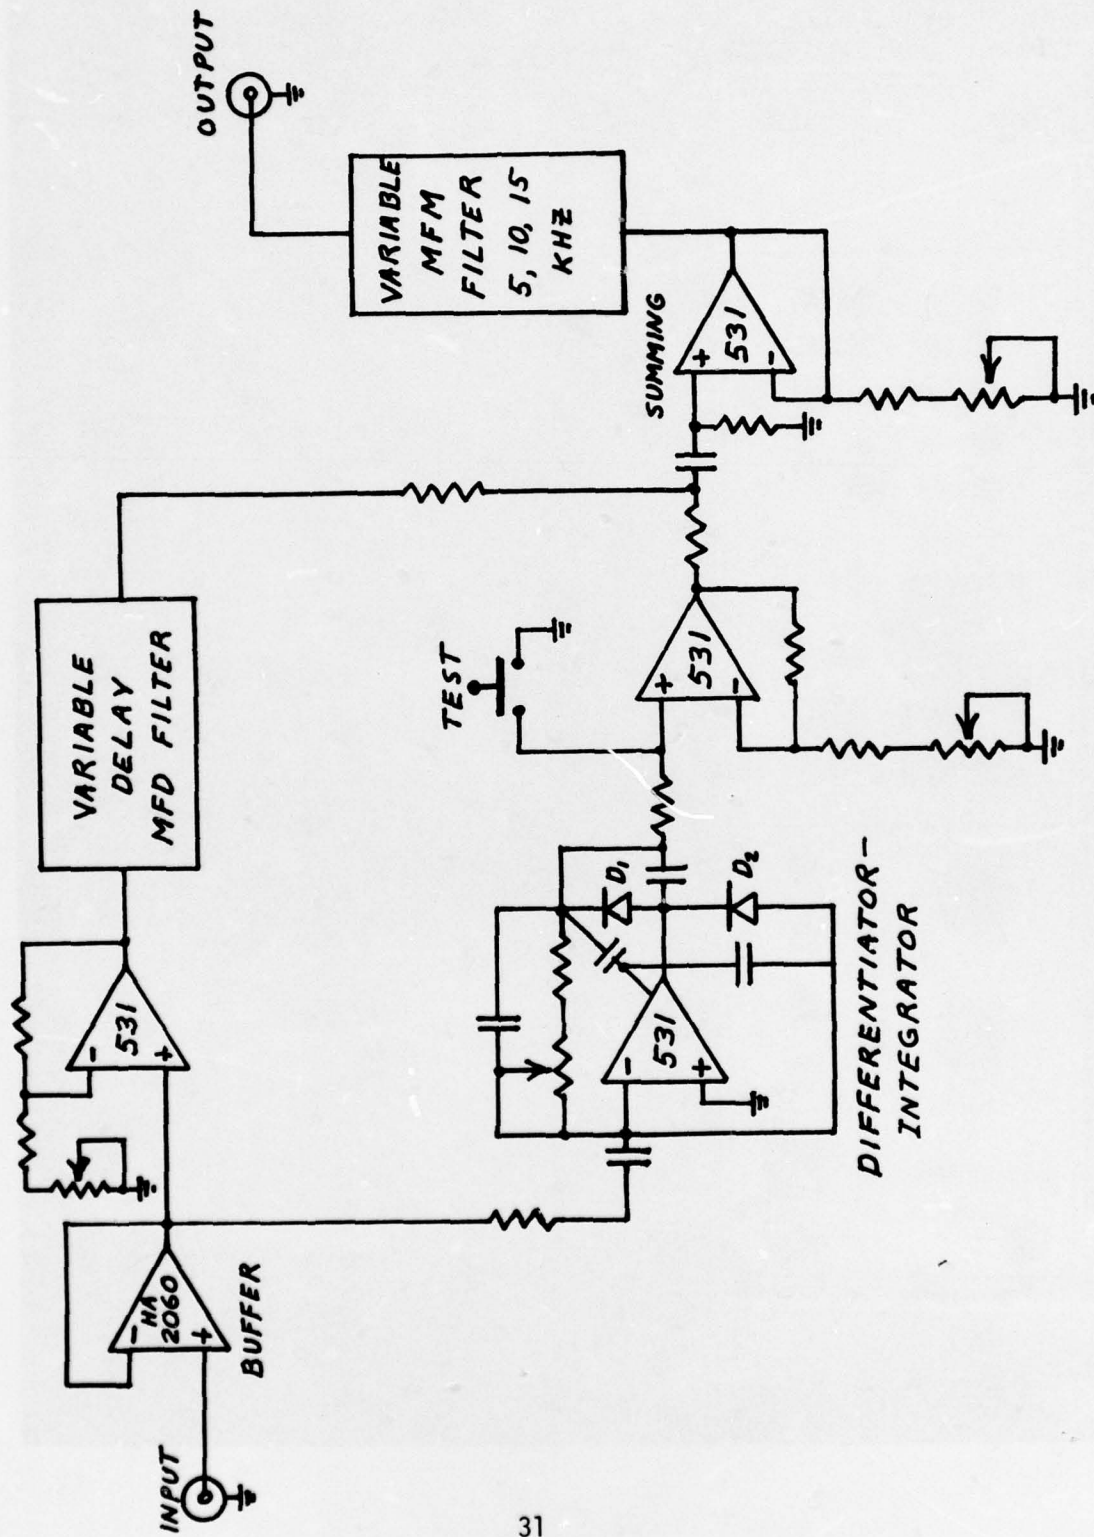 INPUT
HA
2060
-
+
BUFFER
531
-
+
VARIABLE
DELAY
MFD FILTER
531
-
+
DIFFERENTIATOR-
INTEGRATOR
D1
D2
TEST
531
+
-
SUMMING
531
+
-
VARIABLE
MFM
FILTER
5, 10, 15
KHZ
OUTPUT
31